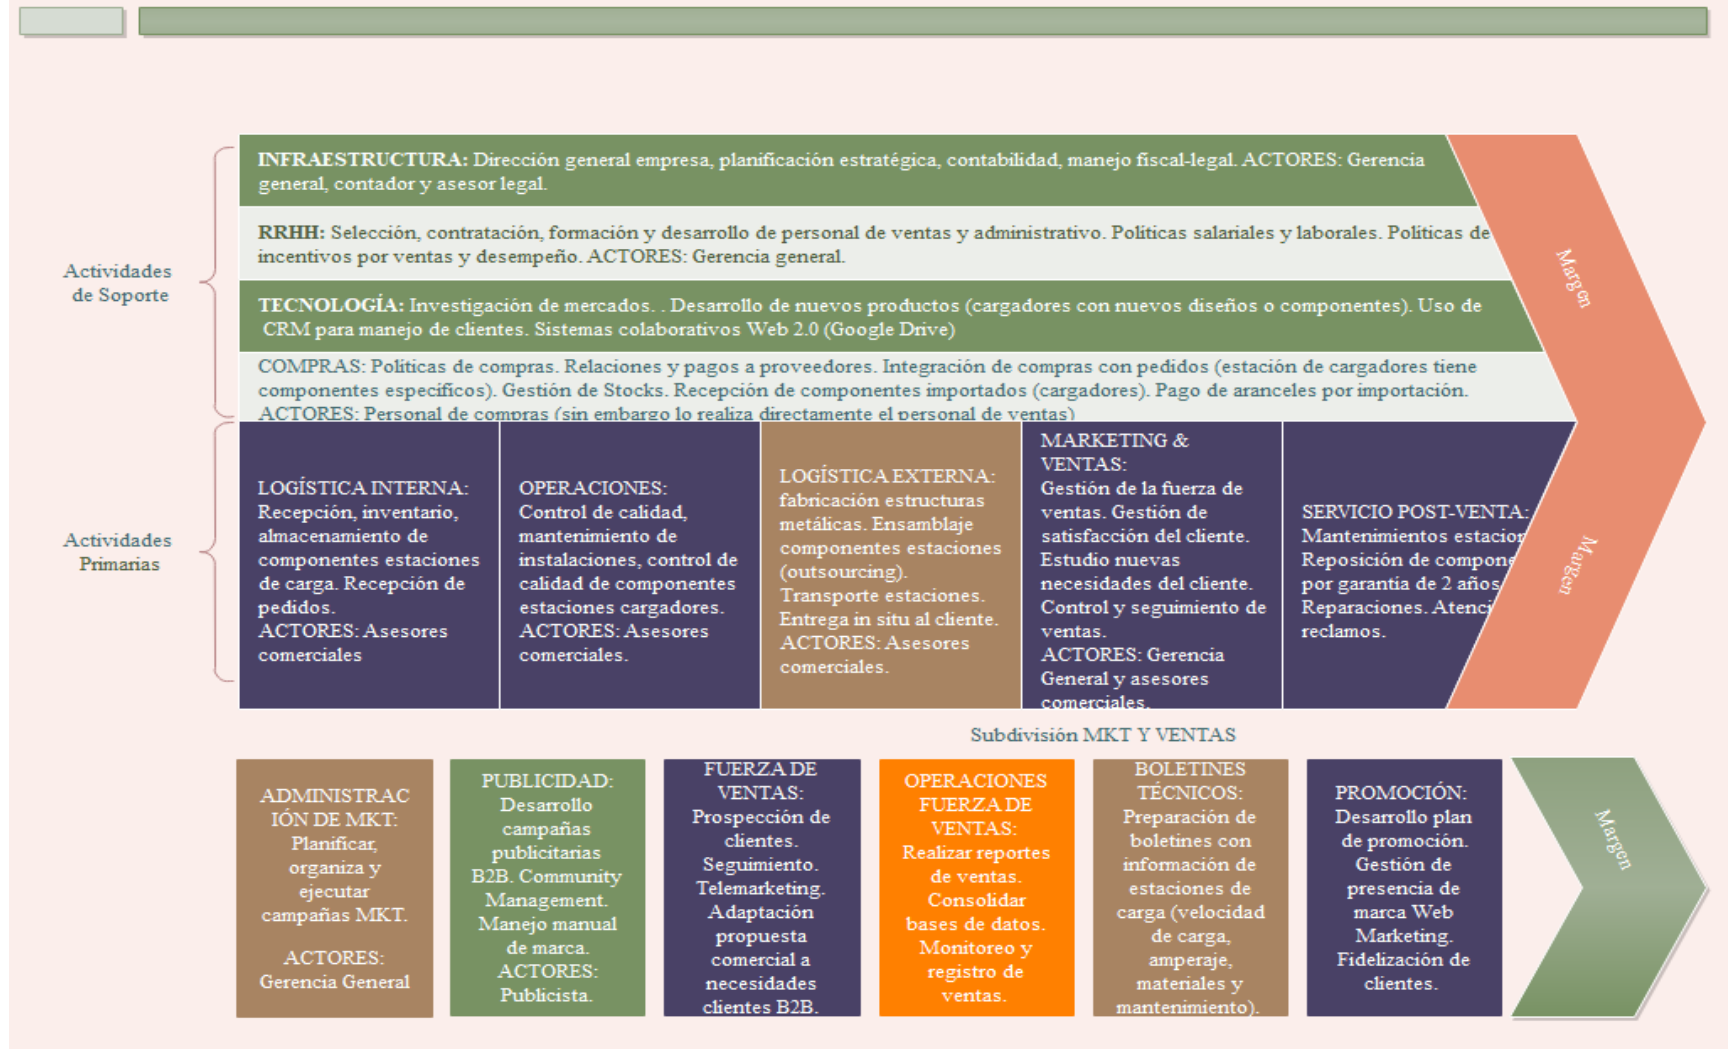 INFRAESTRUCTURA: Dirección general empresa, planificación estratégica, contabilidad, manejo fiscal-legal. ACTORES: Gerencia
general, contador y asesor legal.
RRHH: Selección, contratación, formación y desarrollo de personal de ventas y administrativo. Políticas salariales y laborales. Políticas de
incentivos por ventas y desempeño. ACTORES: Gerencia general.
Actividades
de Soporte
TECNOLOGÍA: Investigación de mercados. . Desarrollo de nuevos productos (cargadores con nuevos diseños o componentes). Uso de
CRM para manejo de clientes. Sistemas colaborativos Web 2.0 (Google Drive)
COMPRAS: Políticas de compras. Relaciones y pagos a proveedores. Integración de compras con pedidos (estación de cargadores tiene
componentes específicos). Gestión de Stocks. Recepción de componentes importados (cargadores). Pago de aranceles por importación.
ACTORES: Personal de compras (sin embargo lo realiza directamente el personal de ventas)
Margen
Actividades
Primarias
LOGÍSTICA INTERNA:
Recepción, inventario,
almacenamiento de
componentes estaciones
de carga. Recepción de
pedidos.
ACTORES: Asesores
comerciales
OPERACIONES:
Control de calidad,
mantenimiento de
instalaciones, control de
calidad de componentes
estaciones cargadores.
ACTORES: Asesores
comerciales.
LOGÍSTICA EXTERNA:
fabricación estructuras
metálicas. Ensamblaje
componentes estaciones
(outsourcing).
Transporte estaciones.
Entrega in situ al cliente.
ACTORES: Asesores
comerciales.
MARKETING &
VENTAS:
Gestión de la fuerza de
ventas. Gestión de
satisfacción del cliente.
Estudio nuevas
necesidades del cliente.
Control y seguimiento de
ventas.
ACTORES: Gerencia
General y asesores
comerciales.
SERVICIO POST-VENTA:
Mantenimientos estacion
Reposición de compone
por garantía de 2 años
Reparaciones. Atenci
reclamos.
Margen
Subdivisión MKT Y VENTAS
ADMINISTRAC
IÓN DE MKT:
Planificar,
organiza y
ejecutar
campañas MKT.
ACTORES:
Gerencia General
PUBLICIDAD:
Desarrollo
campañas
publicitarias
B2B. Community
Management.
Manejo manual
de marca.
ACTORES:
Publicista.
FUERZA DE
VENTAS:
Prospección de
clientes.
Seguimiento.
Telemarketing.
Adaptación
propuesta
comercial a
necesidades
clientes B2B.
OPERACIONES
FUERZA DE
VENTAS:
Realizar reportes
de ventas.
Consolidar
bases de datos.
Monitoreo y
registro de
ventas.
BOLETINES
TÉCNICOS:
Preparación de
boletines con
información de
estaciones de
carga (velocidad
de carga,
amperaje,
materiales y
mantenimiento).
PROMOCIÓN:
Desarrollo plan
de promoción.
Gestión de
presencia de
marca Web
Marketing.
Fidelización de
clientes.
Margen